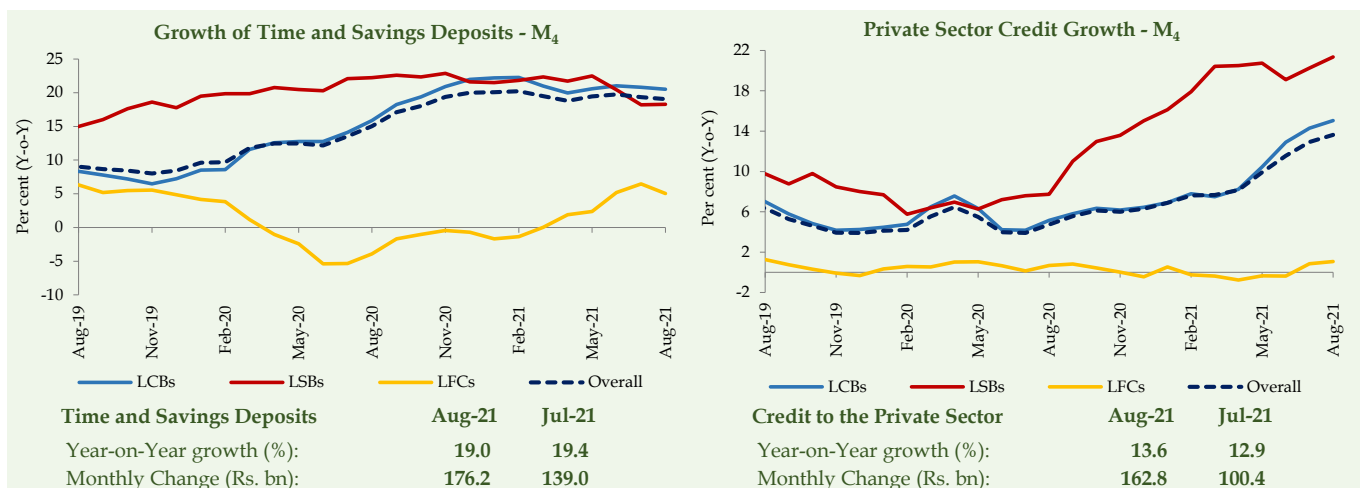 Growth of Time and Savings Deposits - M4
Per cent (Y-o-Y)
25
20
15
10
5
0
-5
-10
Aug-19
Nov-19
Feb-20
May-20
Aug-20
Nov-20
Feb-21
May-21
Aug-21
LCBs LSBs LFCs Overall
Time and Savings Deposits Aug-21 Jul-21
Year-on-Year growth (%): 19.0 19.4
Monthly Change (Rs. bn): 176.2 139.0
Private Sector Credit Growth - M4
Per cent (Y-o-Y)
22
18
14
10
6
2
-2
Aug-19
Nov-19
Feb-20
May-20
Aug-20
Nov-20
Feb-21
May-21
Aug-21
LCBs LSBs LFCs Overall
Credit to the Private Sector Aug-21 Jul-21
Year-on-Year growth (%): 13.6 12.9
Monthly Change (Rs. bn): 162.8 100.4